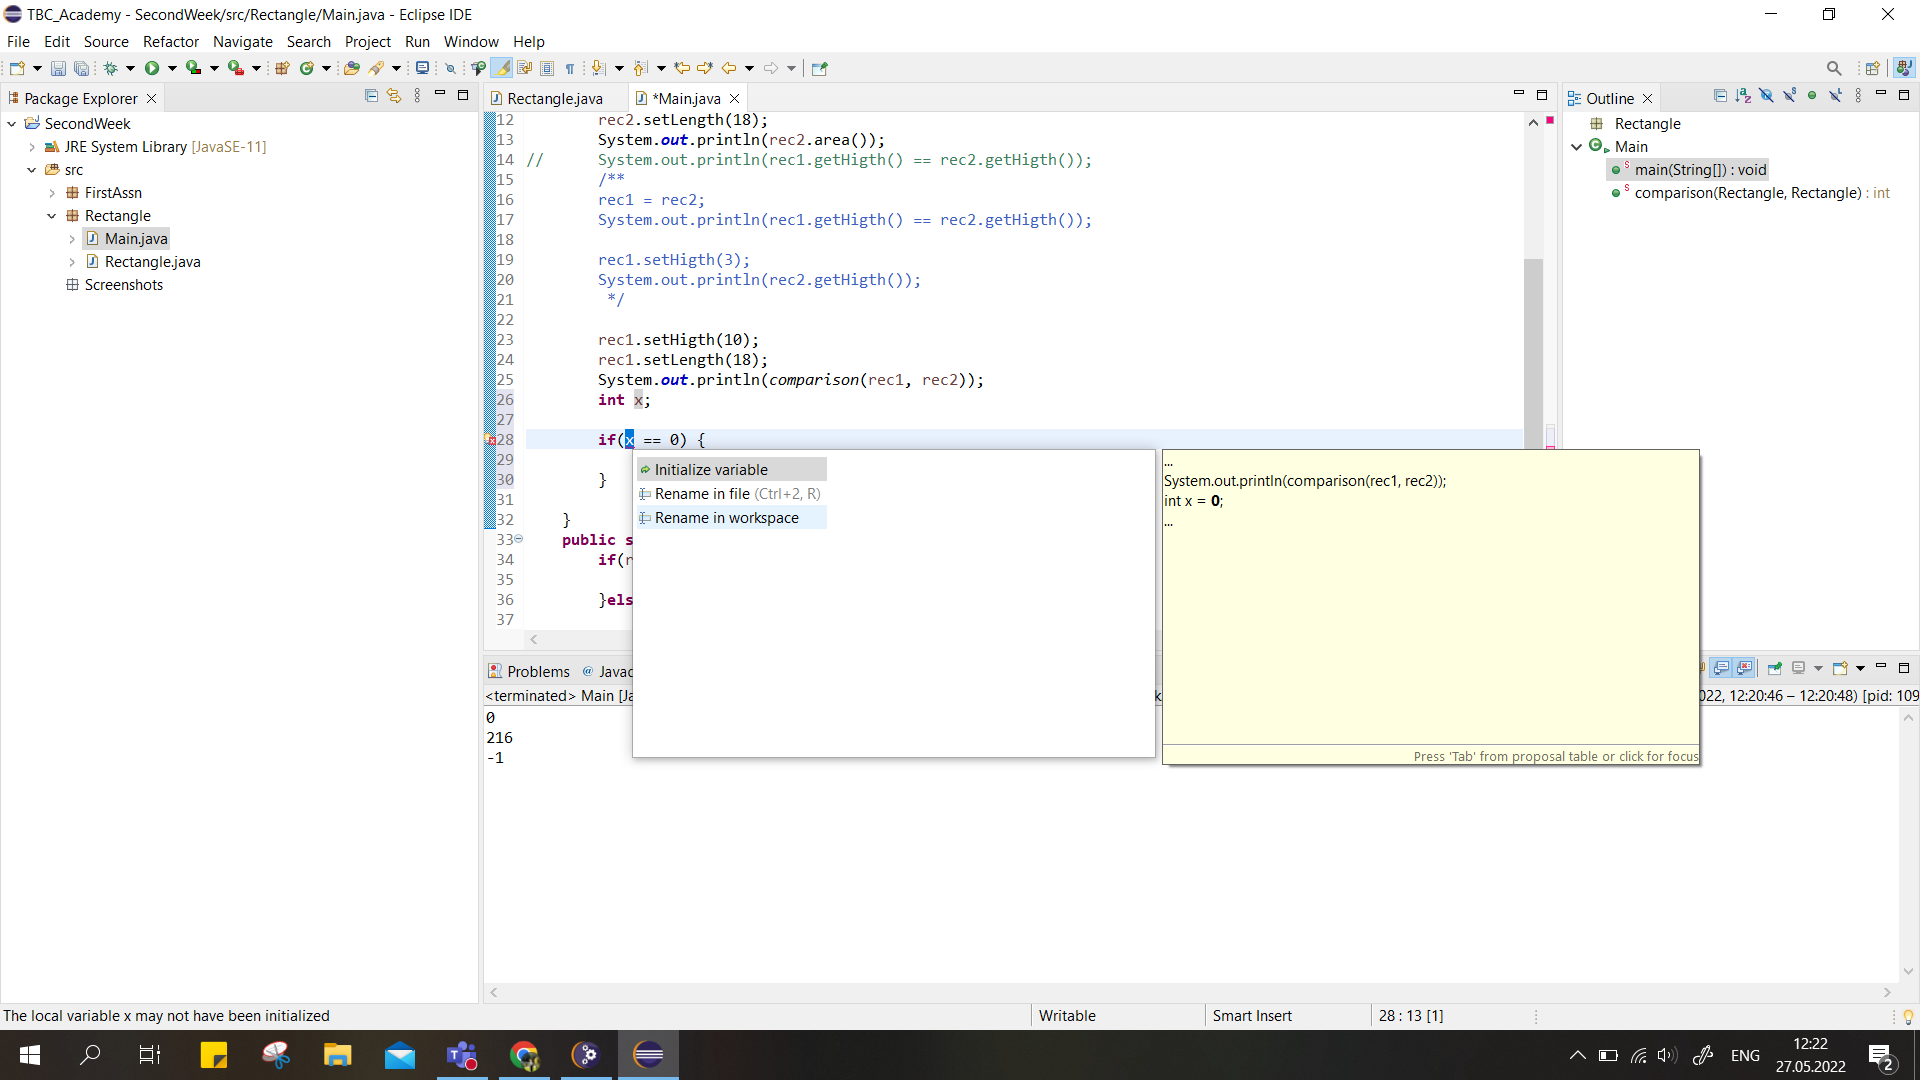 TBC_Academy - SecondWeek/src/Rectangle/Main.java - Eclipse IDE
File Edit Source Refactor Navigate Search Project Run Window Help
Package Explorer
SecondWeek
JRE System Library [JavaSE-11]
src
FirstAssn
Rectangle
Main.java
Rectangle.java
Screenshots
Rectangle.java *Main.java
12 rec2.setLength(18);
13 System.out.println(rec2.area());
14 // System.out.println(rec1.getHigth() == rec2.getHigth());
15 /**
16 rec1 = rec2;
17 System.out.println(rec1.getHigth() == rec2.getHigth());
18
19 rec1.setHigth(3);
20 System.out.println(rec2.getHigth());
21 */
22
23 rec1.setHigth(10);
24 rec1.setLength(18);
25 System.out.println(comparison(rec1, rec2));
26 int x;
27
28 if(x == 0) {
29
30 }
31
32 }
33 public s
34 if(r
35
36 }els
37
Initialize variable
Rename in file (Ctrl+2, R)
Rename in workspace
...
System.out.println(comparison(rec1, rec2));
int x = 0;
...
Press 'Tab' from proposal table or click for focus
Outline
Rectangle
Main
main(String[]) : void
comparison(Rectangle, Rectangle) : int
Problems @ Javad
<terminated> Main [Ja
k
022, 12:20:46 – 12:20:48) [pid: 109
0
216
-1
The local variable x may not have been initialized
Writable
Smart Insert
28 : 13 [1]
ENG
12:22
27.05.2022
2